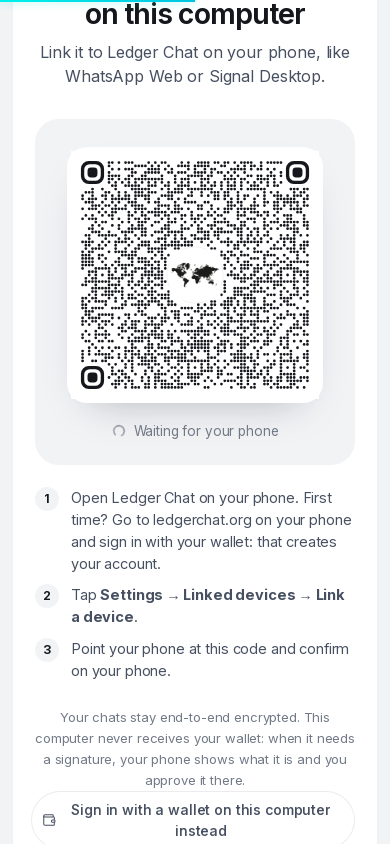 on this computer
Link it to Ledger Chat on your phone, like
WhatsApp Web or Signal Desktop.
Waiting for your phone
1 Open Ledger Chat on your phone. First
time? Go to ledgerchat.org on your phone
and sign in with your wallet: that creates
your account.
2 Tap Settings → Linked devices → Link
a device.
3 Point your phone at this code and confirm
on your phone.
Your chats stay end-to-end encrypted. This
computer never receives your wallet: when it needs
a signature, your phone shows what it is and you
approve it there.
Sign in with a wallet on this computer
instead